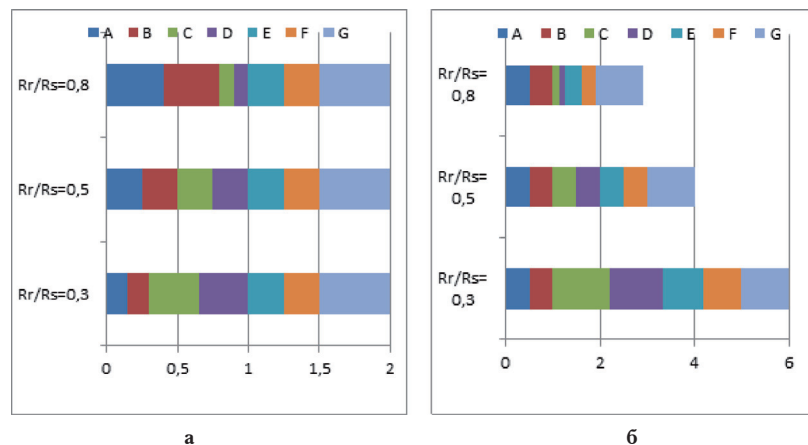 A B C D E F G
Rr/Rs=0,8
Rr/Rs=0,5
Rr/Rs=0,3
0 0,5 1 1,5 2
а
A B C D E F G
Rr/Rs=
0,8
Rr/Rs=
0,5
Rr/Rs=
0,3
0 2 4 6
б